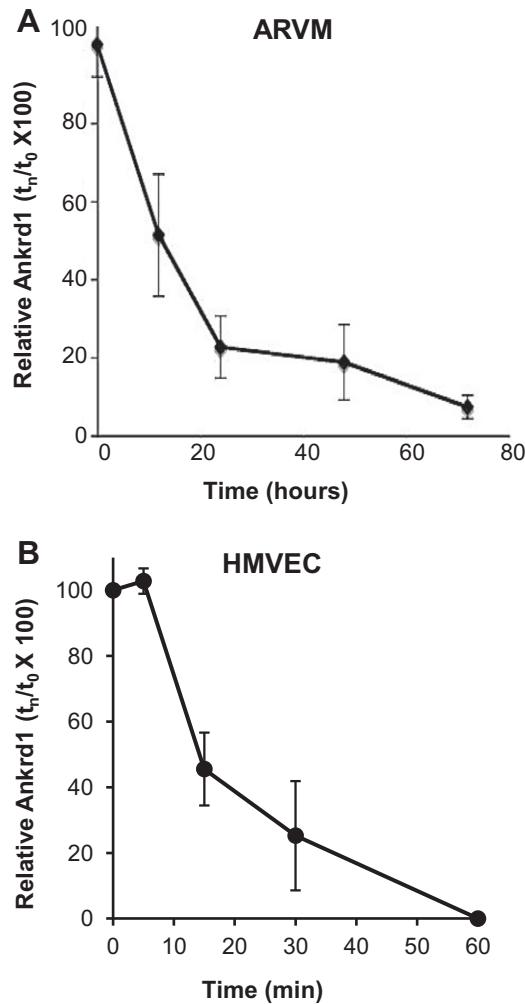 A
ARVM
Relative Ankrd1 (tn/t0 X100)
100
80
60
40
20
0
0 20 40 60 80
Time (hours)
B
HMVEC
Relative Ankrd1 (tn/t0 X 100)
100
80
60
40
20
0
0 10 20 30 40 50 60
Time (min)